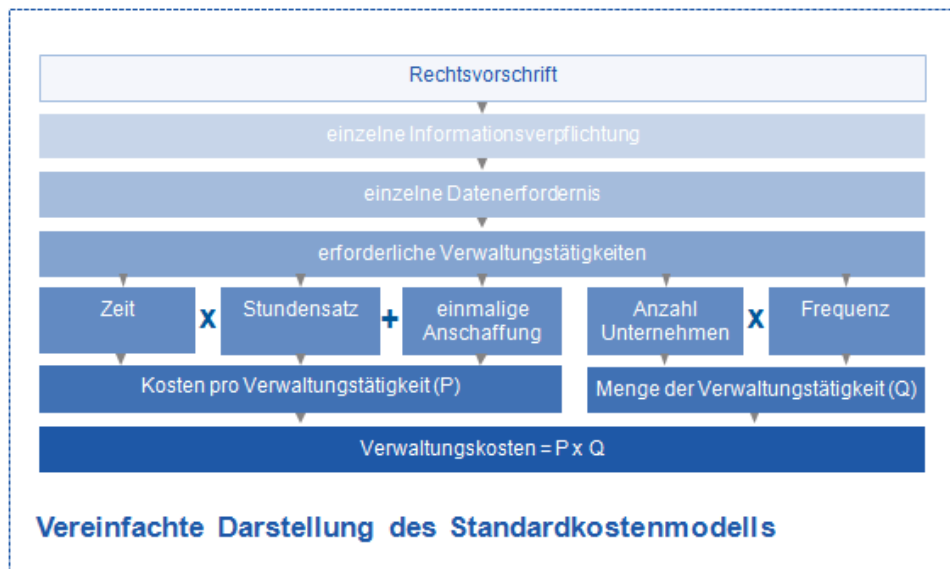 Rechtsvorschrift
einzelne Informationsverpflichtung
einzelne Datenerfordernis
erforderliche Verwaltungstätigkeiten
Zeit x Stundensatz + einmalige Anschaffung
Anzahl Unternehmen x Frequenz
Kosten pro Verwaltungstätigkeit (P)
Menge der Verwaltungstätigkeit (Q)
Verwaltungskosten = P x Q
Vereinfachte Darstellung des Standardkostenmodells